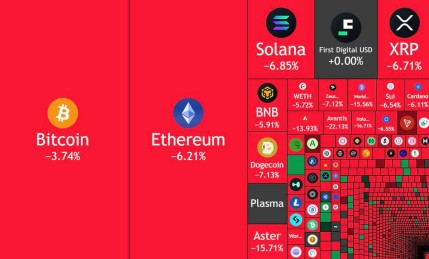 Bitcoin
−3.74%
Ethereum
−6.21%
Solana
−6.85%
First Digital USD
+0.00%
XRP
−6.71%
BNB
−5.91%
WETH
−5.72%
−7.12%
−15.56%
Sui
−6.54%
Cardano
−6.11%
−13.93%
Avantis
−22.13%
−16.71%
Dogecoin
−7.13%
Plasma
Aster
−15.71%